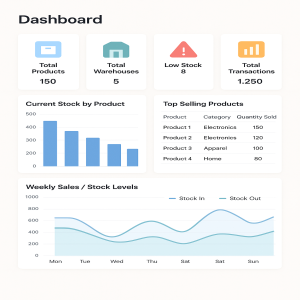 Dashboard
Total Products
150
Total Warehouses
5
Low Stock
8
Total Transactions
1.250
Current Stock by Product
500
400
300
200
0
Top Selling Products
Product Category Quantity Sold
Product 1 Electronics 150
Product 2 Electronics 120
Product 3 Apparel 100
Product 4 Home 80
Weekly Sales / Stock Levels
Stock In Stock Out
1000
800
600
400
200
0
Mon Tue Wed Thu Sat Sat Sun